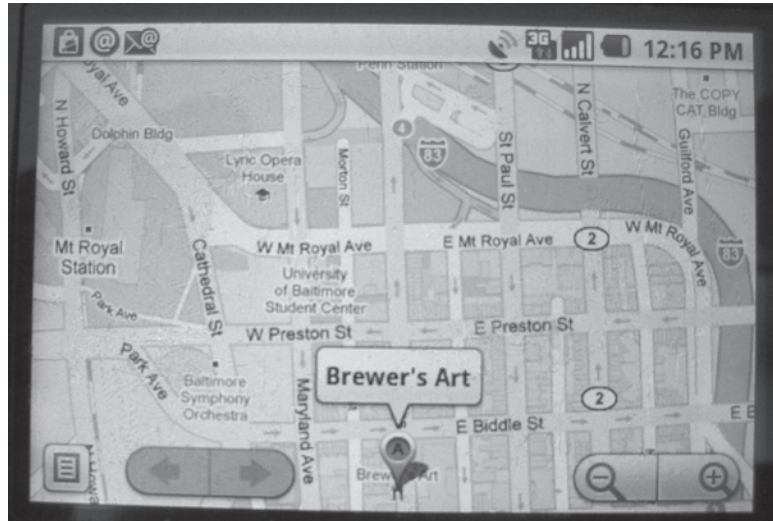 3G
12:16 PM
Penn Station
Royal Ave
N Howard St
Dolphin Bldg
Lyric Opera
House
Morton St
4
83
St Paul St
N Calvert St
The COPY
CAT Bldg
Guilford Ave
Mt Royal
Station
Cathedral St
W Mt Royal Ave
E Mt Royal Ave
2
W Mt Royal Ave
83
University
of Baltimore
Student Center
Park Ave
W Preston St
E Preston St
Park Ave
Baltimore
Symphony
Orchestra
Maryland Ave
Brewer's Art
2
E Biddle St
A